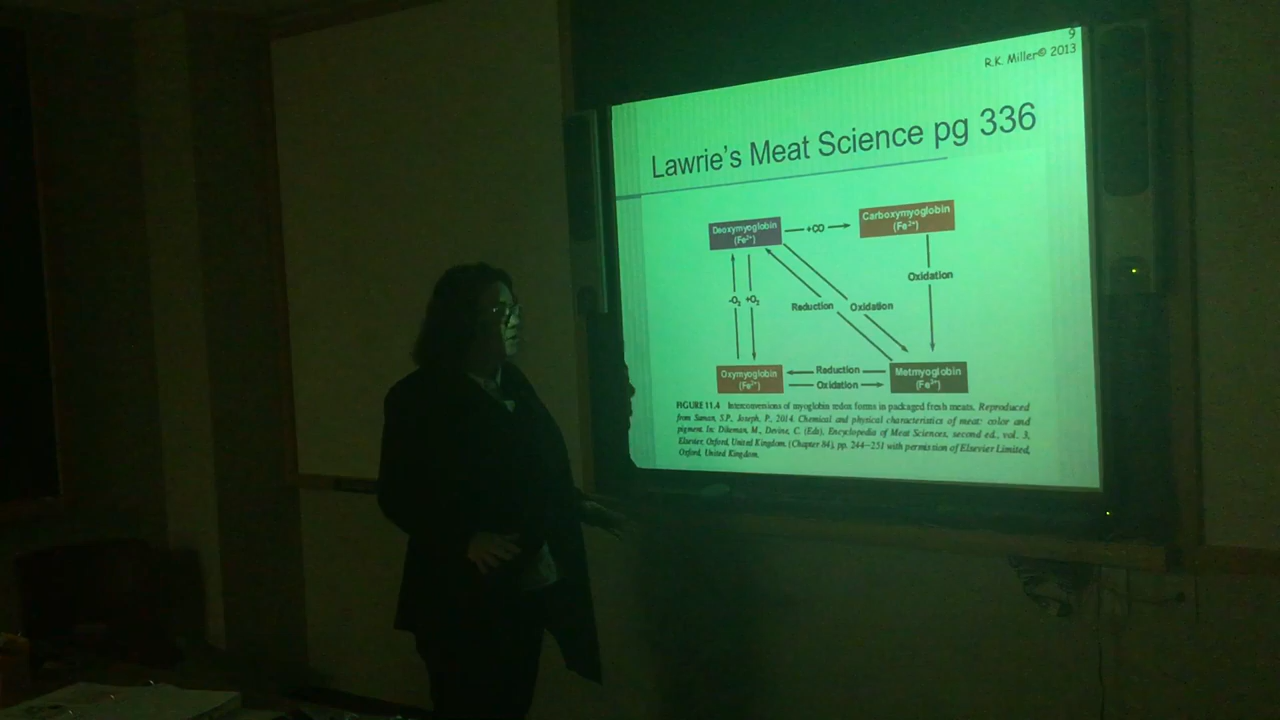 9
R.K. Miller© 2013
Lawrie's Meat Science pg 336
Deoxymyoglobin
(Fe²⁺)
+CO
Carboxymyoglobin
(Fe²⁺)
Oxidation
-O₂ +O₂
Reduction
Oxidation
Oxymyoglobin
(Fe²⁺)
Reduction
Oxidation
Metmyoglobin
(Fe³⁺)
FIGURE 11.4 Interconversions of myoglobin redox forms in packaged fresh meats. Reproduced
from Suman, S.P., Joseph, P., 2014. Chemical and physical characteristics of meat: color and
pigment. In: Dikeman, M., Devine, C. (Eds), Encyclopedia of Meat Sciences, second ed., vol. 3,
Elsevier, Oxford, United Kingdom. (Chapter 84), pp. 244–251 with permission of Elsevier Limited,
Oxford, United Kingdom.